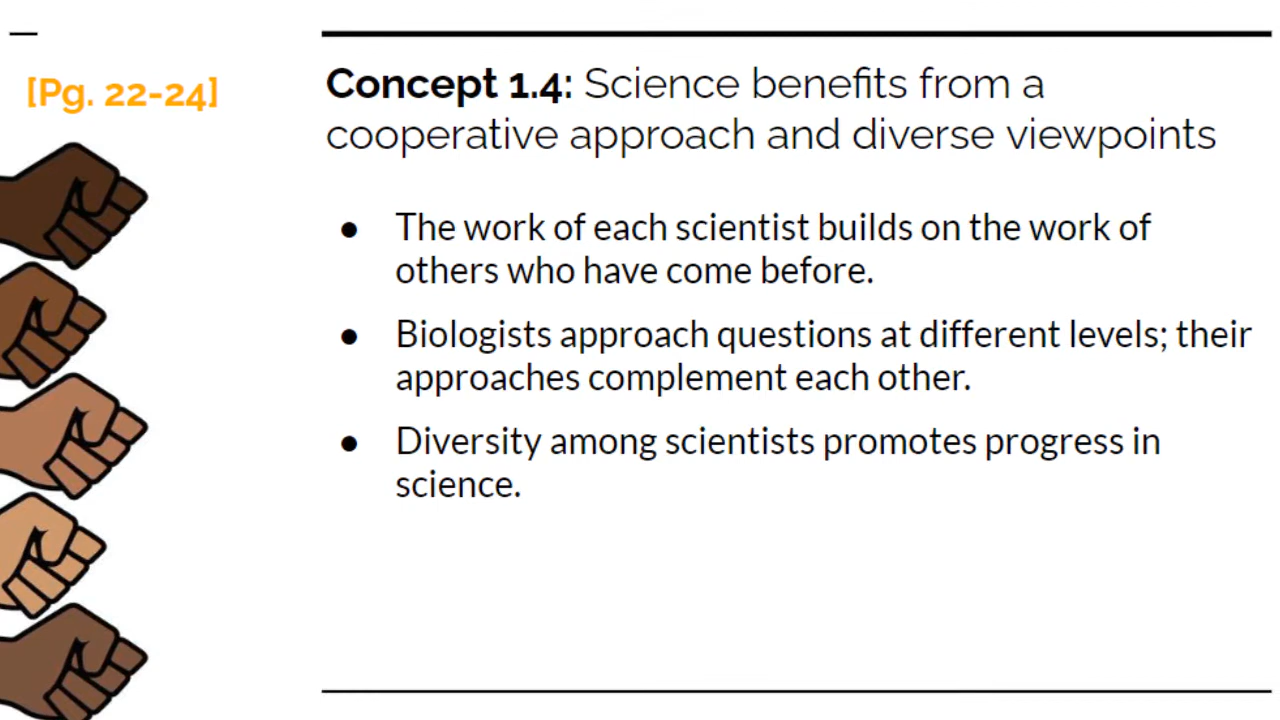 [Pg. 22-24]
Concept 1.4: Science benefits from a
cooperative approach and diverse viewpoints
● The work of each scientist builds on the work of
others who have come before.
● Biologists approach questions at different levels; their
approaches complement each other.
● Diversity among scientists promotes progress in
science.